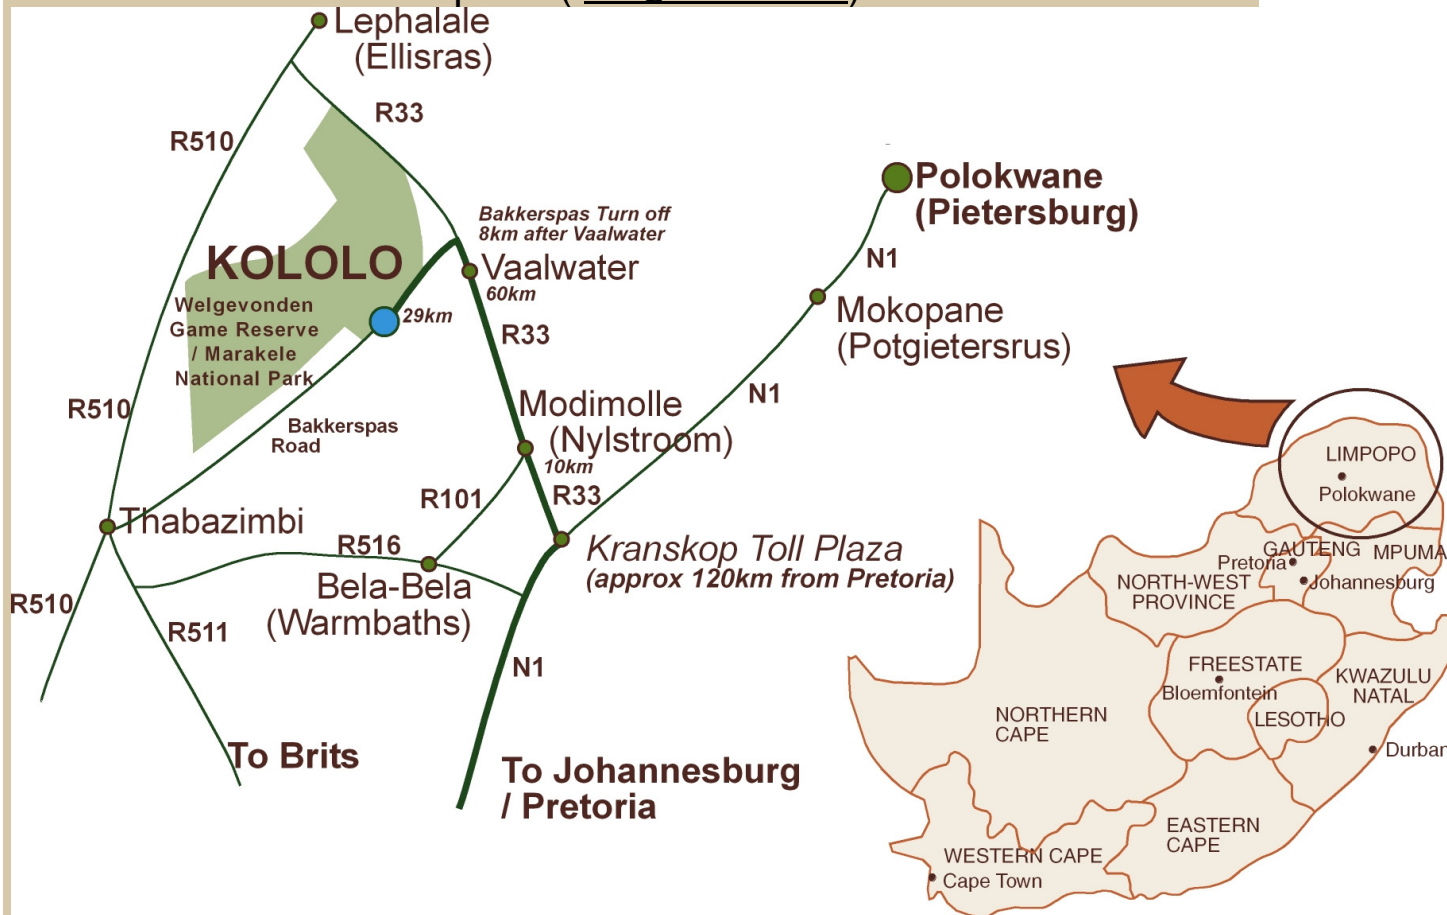 Lephalale
(Ellisras)
R33
R510
Polokwane
(Pietersburg)
Bakkerspas Turn off
8km after Vaalwater
KOLOLO
Vaalwater
60km
N1
Welgevonden
Game Reserve
/ Marakele
National Park
29km
R33
Mokopane
(Potgietersrus)
N1
R510
Modimolle
(Nylstroom)
Bakkerspas
Road
10km
R33
R101
Thabazimbi
R516
Kranskop Toll Plaza
(approx 120km from Pretoria)
Bela-Bela
(Warmbaths)
R510
R511
N1
To Brits
To Johannesburg
/ Pretoria
LIMPOPO
Polokwane
GAUTENG
MPUMA
Pretoria
Johannesburg
NORTH-WEST
PROVINCE
FREESTATE
Bloemfontein
KWAZULU
NATAL
LESOTHO
NORTHERN
CAPE
Durban
EASTERN
CAPE
WESTERN CAPE
Cape Town